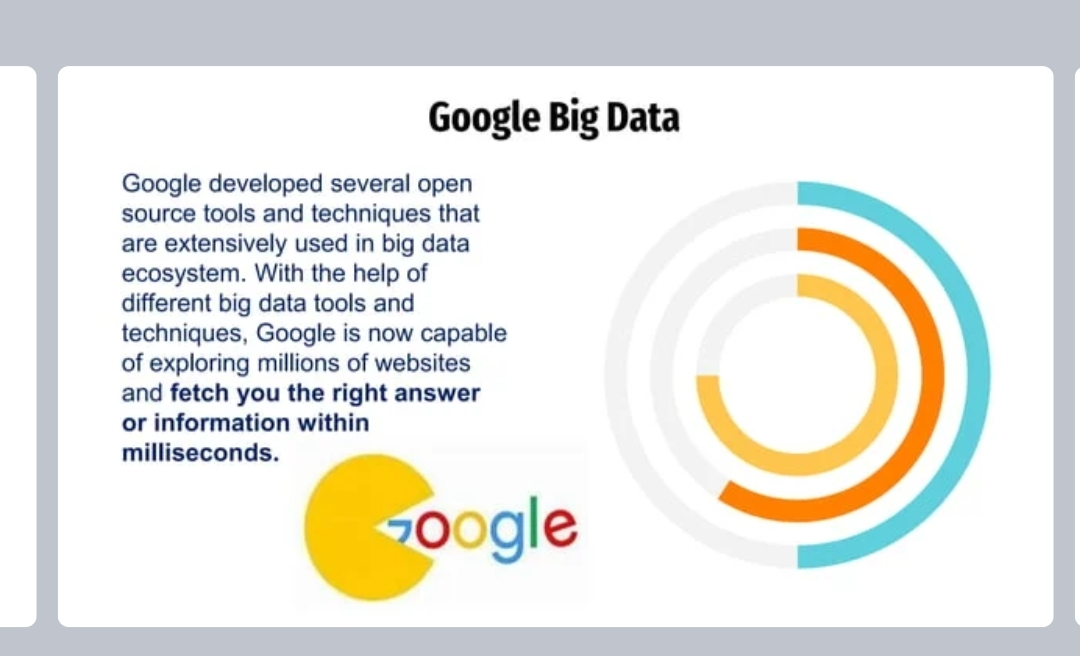 Google Big Data
Google developed several open
source tools and techniques that
are extensively used in big data
ecosystem. With the help of
different big data tools and
techniques, Google is now capable
of exploring millions of websites
and fetch you the right answer
or information within
milliseconds.
Google